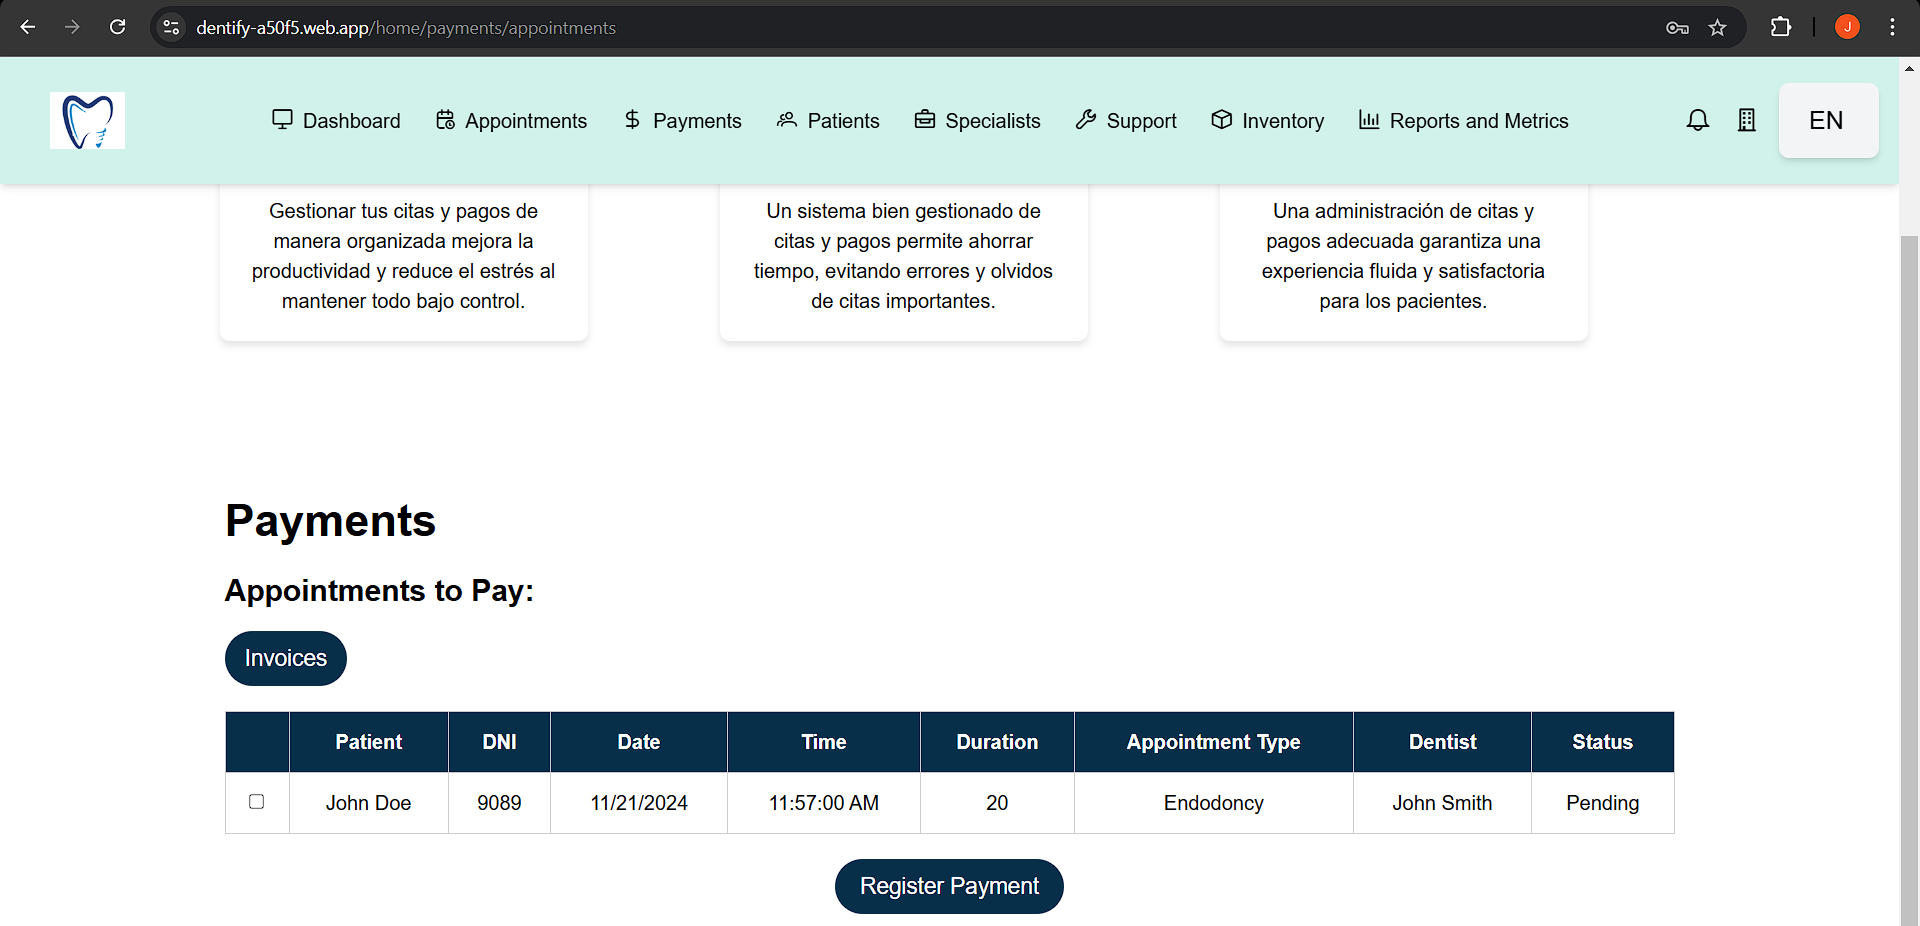 dentify-a50f5.web.app/home/payments/appointments
J
Dashboard Appointments Payments Patients Specialists Support Inventory Reports and Metrics EN
Gestionar tus citas y pagos de
manera organizada mejora la
productividad y reduce el estrés al
mantener todo bajo control.
Un sistema bien gestionado de
citas y pagos permite ahorrar
tiempo, evitando errores y olvidos
de citas importantes.
Una administración de citas y
pagos adecuada garantiza una
experiencia fluida y satisfactoria
para los pacientes.
Payments
Appointments to Pay:
Invoices
Patient DNI Date Time Duration Appointment Type Dentist Status
John Doe 9089 11/21/2024 11:57:00 AM 20 Endodoncy John Smith Pending
Register Payment